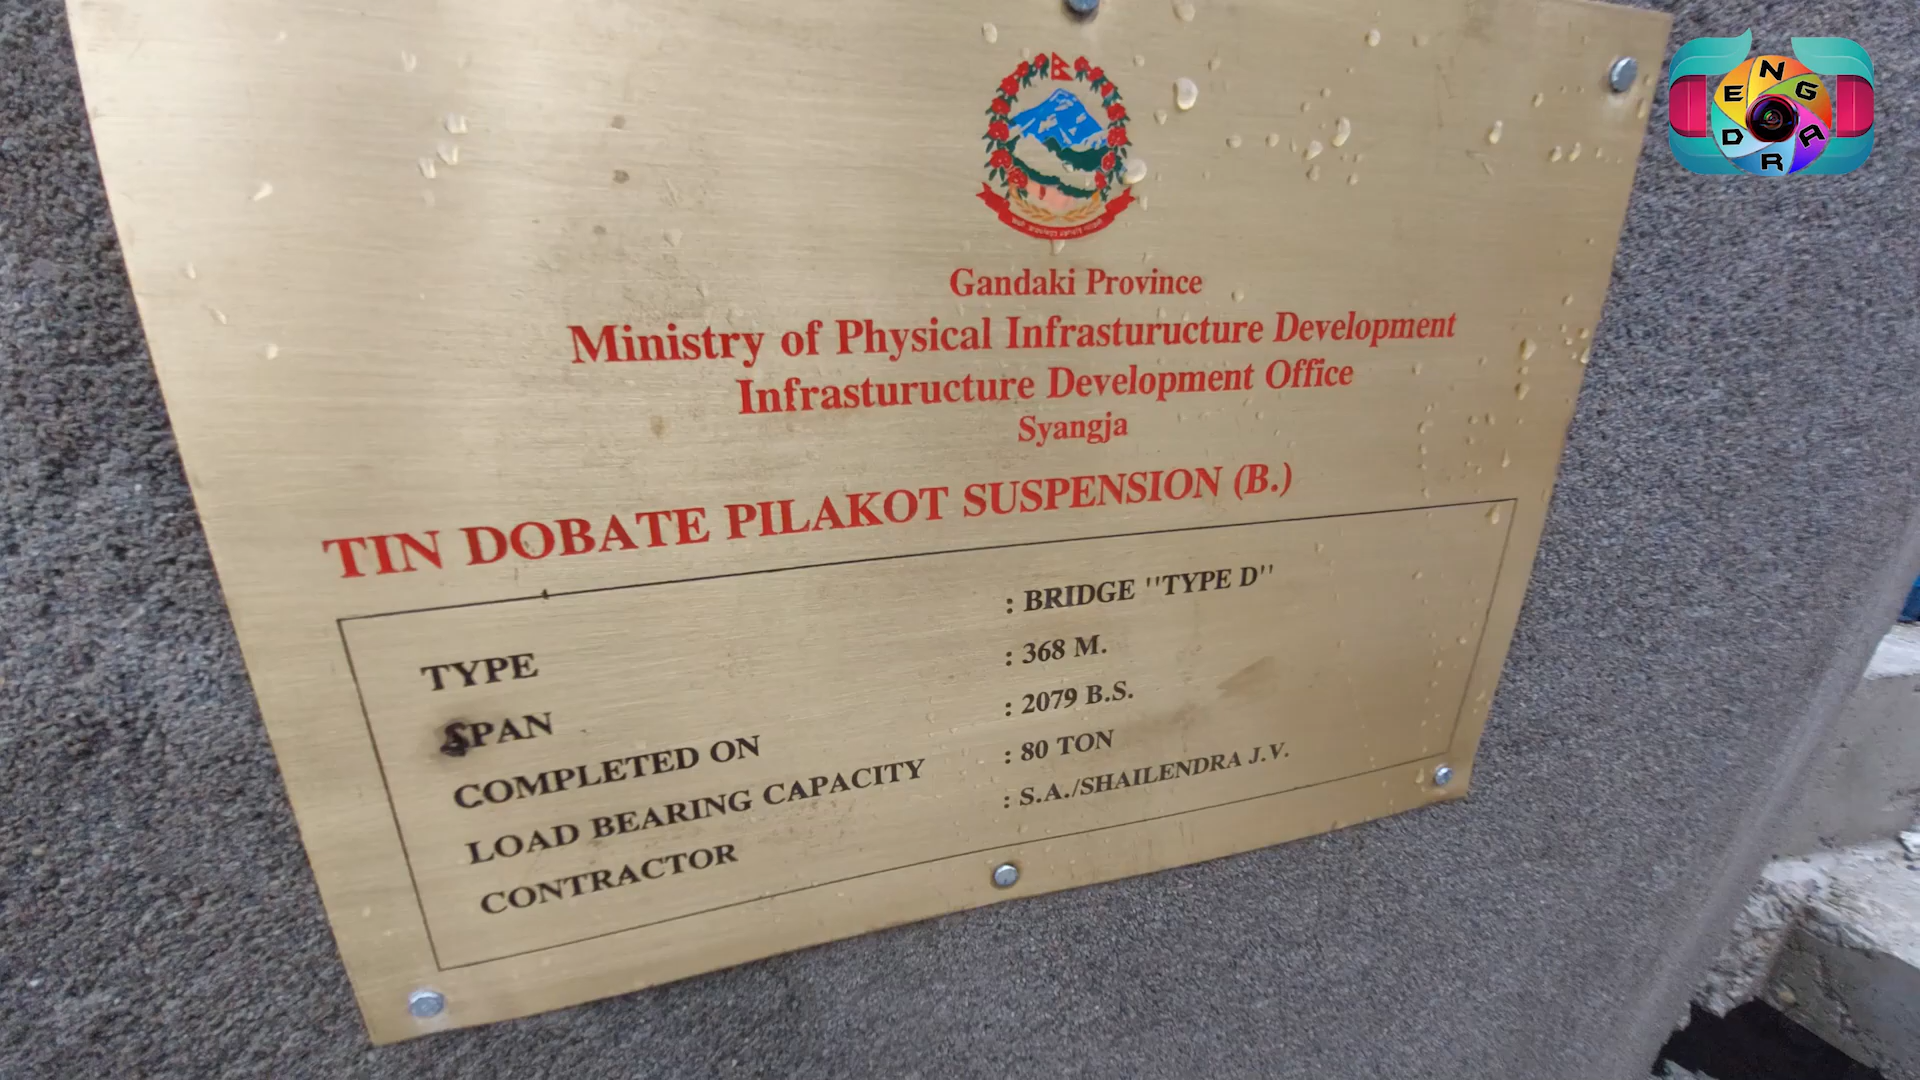 Gandaki Province
Ministry of Physical Infrasturucture Development
Infrasturucture Development Office
Syangja
TIN DOBATE PILAKOT SUSPENSION (B.)
TYPE : BRIDGE "TYPE D"
SPAN : 368 M.
COMPLETED ON : 2079 B.S.
LOAD BEARING CAPACITY : 80 TON
CONTRACTOR : S.A./SHAILENDRA J.V.